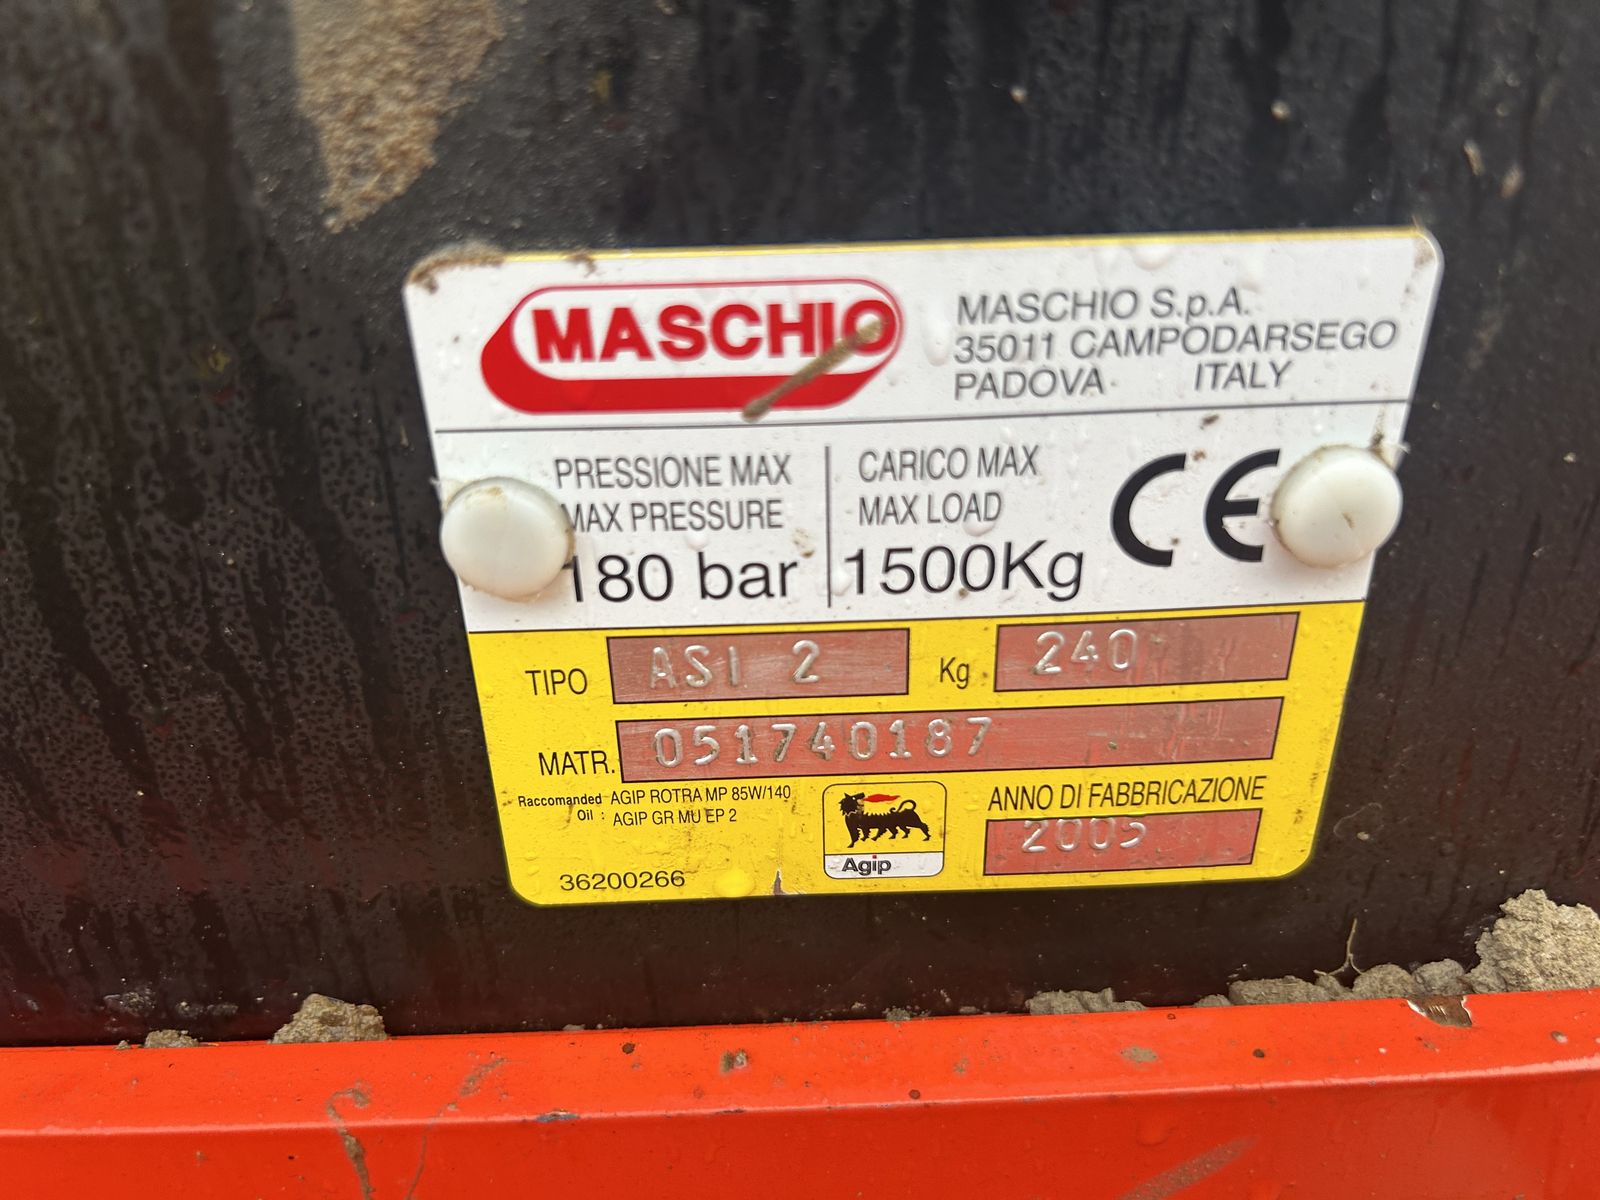 MASCHIO
MASCHIO S.p.A.
35011 CAMPODARSEGO
PADOVA ITALY
PRESSIONE MAX
MAX PRESSURE
180 bar
CARICO MAX
MAX LOAD
1500Kg
CE
TIPO ASI 2 Kg 240
MATR. 051740187
Raccomanded AGIP ROTRA MP 85W/140
Oil : AGIP GR MU EP 2
36200266
Agip
ANNO DI FABBRICAZIONE
2005